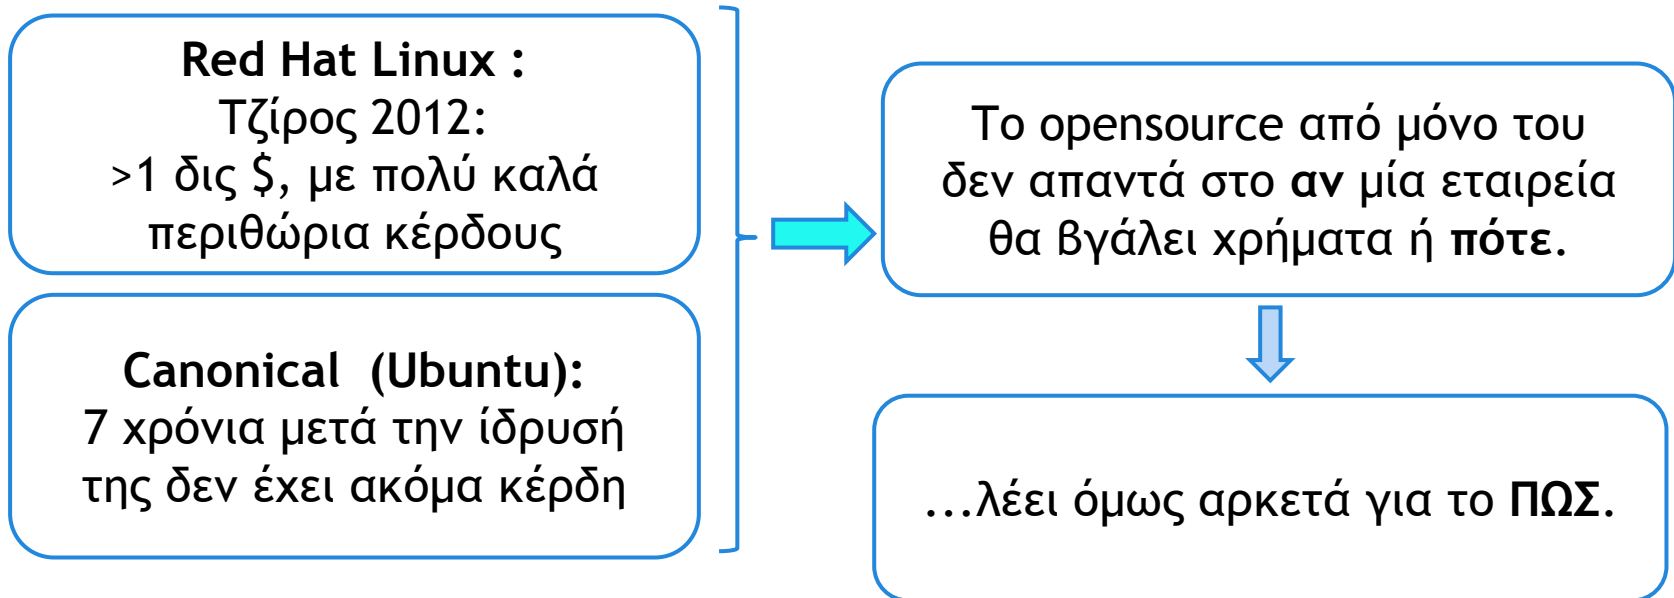 Red Hat Linux :
Τζίρος 2012:
>1 δις $, με πολύ καλά
περιθώρια κέρδους
Canonical (Ubuntu):
7 χρόνια μετά την ίδρυσή
της δεν έχει ακόμα κέρδη
Το opensource από μόνο του
δεν απαντά στο αν μία εταιρεία
θα βγάλει χρήματα ή πότε.
...λέει όμως αρκετά για το ΠΩΣ.